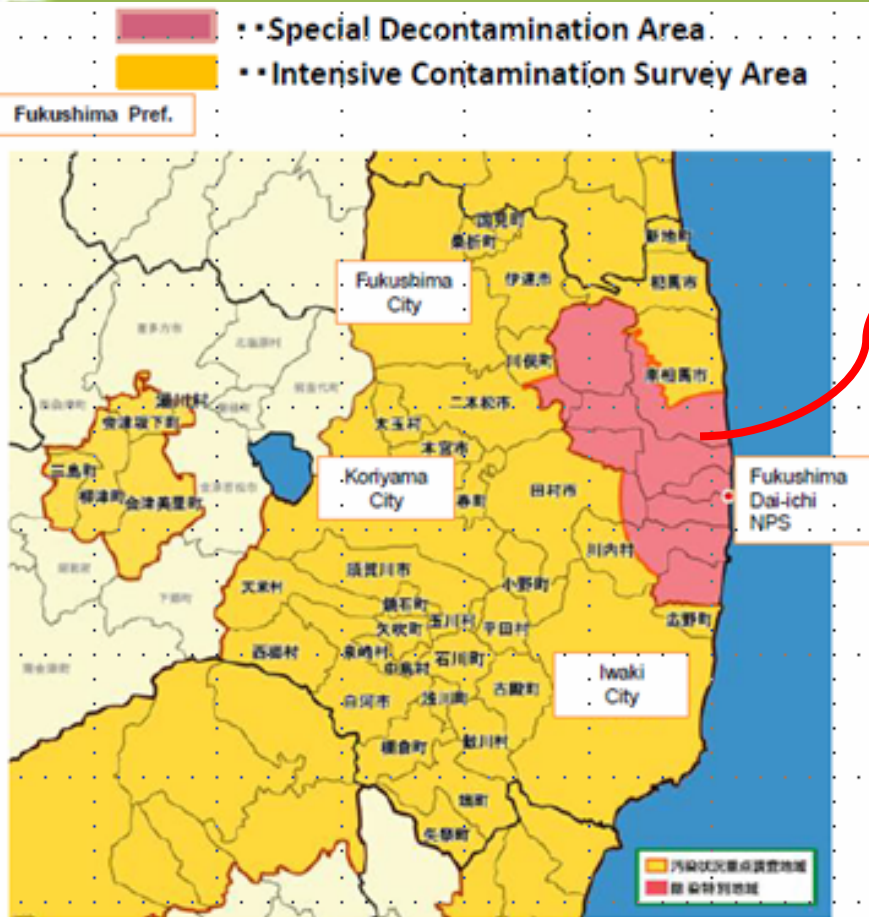 ・・Special Decontamination Area
・・Intensive Contamination Survey Area
Fukushima Pref.
国見町
桑折町
新地町
Fukushima
City
伊達市
相馬市
喜多方市
北塩原村
川俣町
南相馬市
湯川村
会津坂下町
二本松市
大玉村
本宮市
三島町
柳津町
会津美里町
Koriyama
City
田村市
Fukushima
Dai-ichi
NPS
川内村
須賀川市
天栄村
小野町
下郷町
鏡石町
矢吹町
玉川村
平田村
広野町
西郷村
泉崎村
中島村
石川町
Iwaki
City
白河市
浅川町
古殿町
棚倉町
鮫川村
塙町
矢祭町
汚染状況重点調査地域
除染特別地域